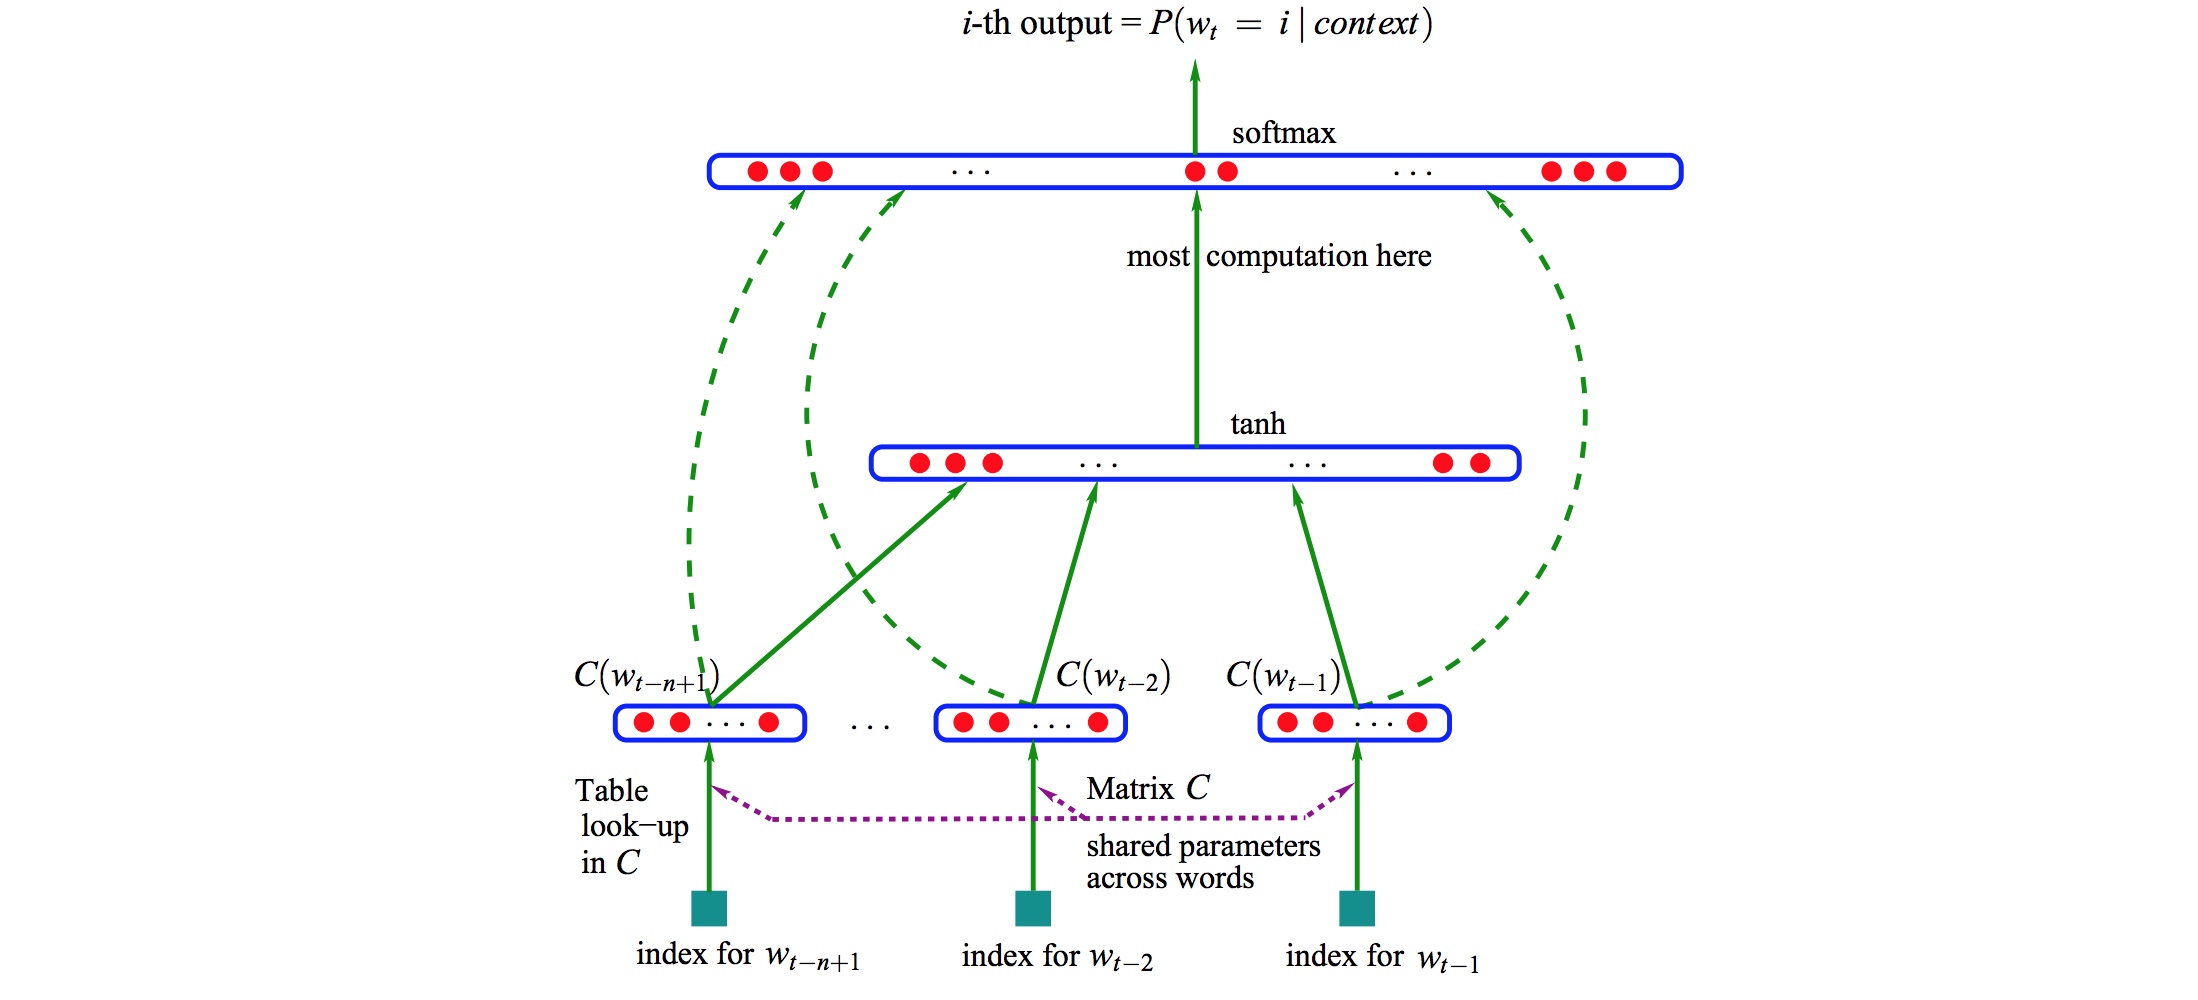 i-th output = P(w_t = i | context)
softmax
. . .
. . .
most computation here
tanh
. . .
. . .
C(w_{t−n+1})
C(w_{t−2})
C(w_{t−1})
. . .
. . .
. . .
. . .
Table
look−up
in C
Matrix C
shared parameters
across words
index for w_{t−n+1}
index for w_{t−2}
index for w_{t−1}